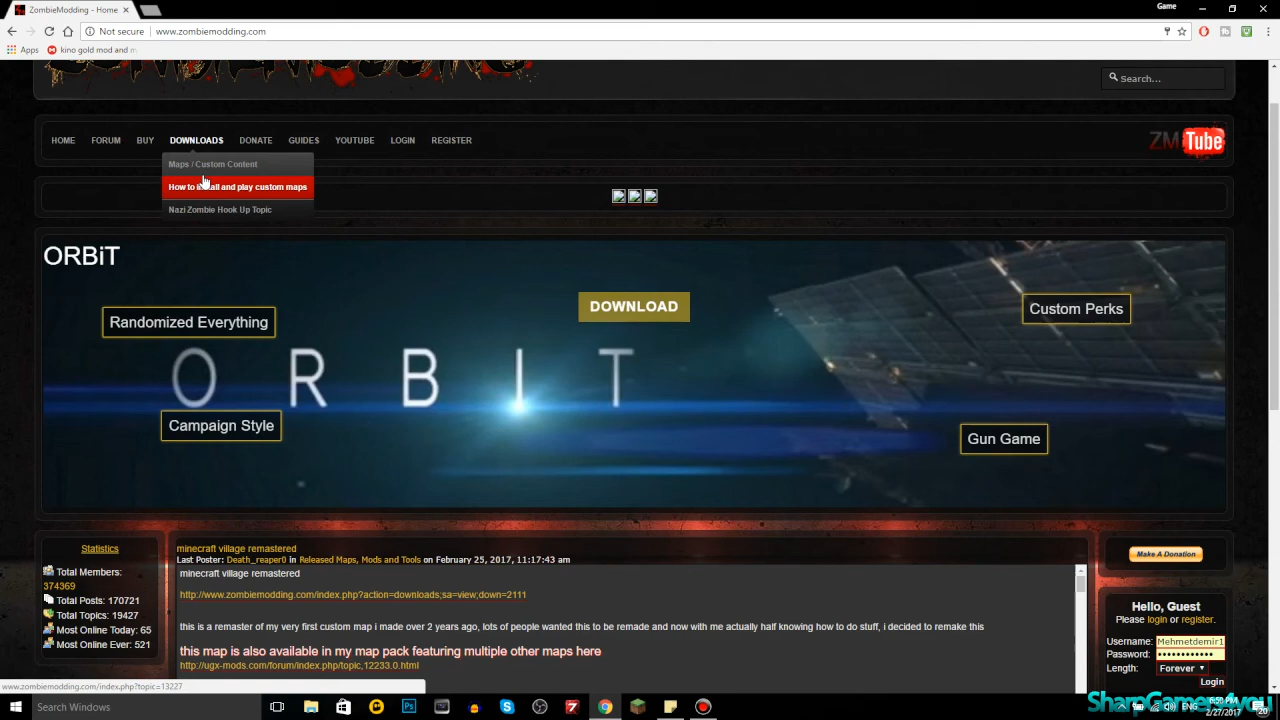 ZombieModding - Home
Game
Not secure | www.zombiemodding.com
Apps
kino gold mod and m
Search...
HOME FORUM BUY DOWNLOADS DONATE GUIDES YOUTUBE LOGIN REGISTER
ZM Tube
Maps / Custom Content
How to install and play custom maps
Nazi Zombie Hook Up Topic
ORBiT
DOWNLOAD
Randomized Everything
Custom Perks
ORBIT
Campaign Style
Gun Game
Statistics
Total Members:
374369
Total Posts: 170721
Total Topics: 19427
Most Online Today: 65
Most Online Ever: 521
minecraft village remastered
Last Poster: Death_reaper0 in Released Maps, Mods and Tools on February 25, 2017, 11:17:43 am
minecraft village remastered
http://www.zombiemodding.com/index.php?action=downloads;sa=view;down=2111
this is a remaster of my very first custom map i made over 2 years ago, lots of people wanted this to be remade and now with me actually half knowing how to do stuff, i decided to remake this
this map is also available in my map pack featuring multiple other maps here
http://ugx-mods.com/forum/index.php/topic,12233.0.html
Make A Donation
Hello, Guest
Please login or register.
Username: Mehmetdemir1
Password: ••••••••••••
Length: Forever
Login
www.zombiemodding.com/index.php?topic=13227
SharpGames4you
Search Windows
ENG
2/27/2017
20